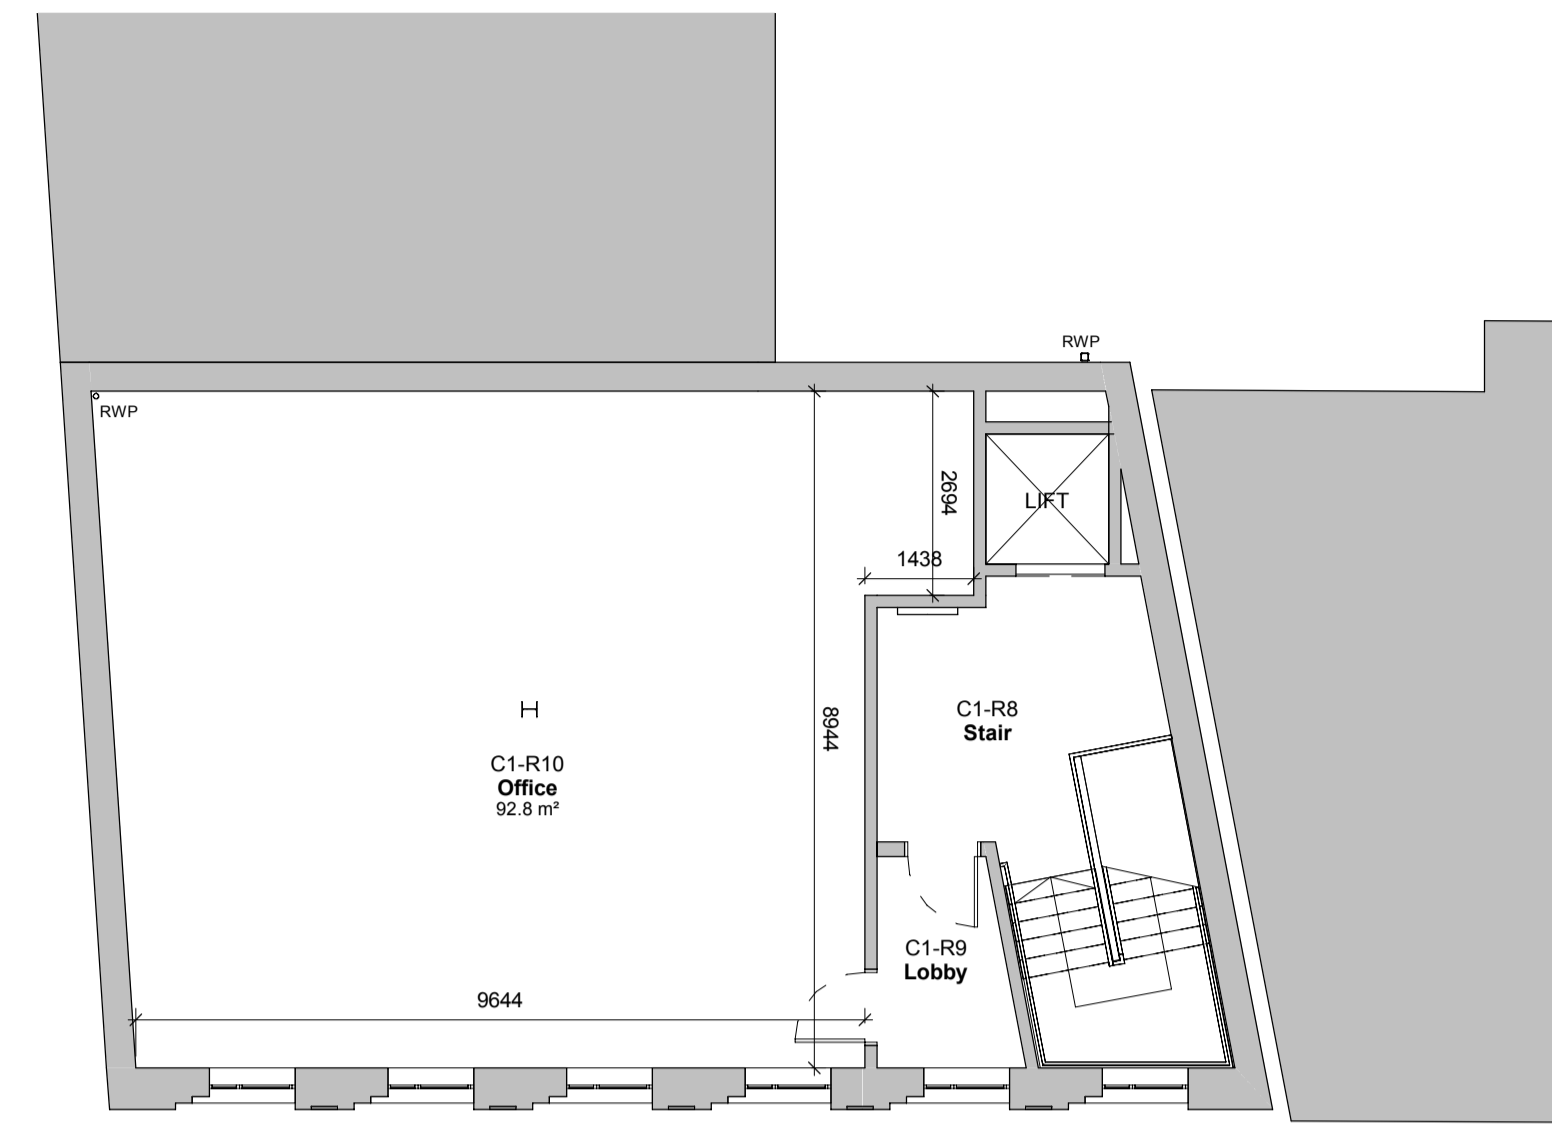 RWP
RWP
2694
LIFT
1438
C1-R8
Stair
8944
C1-R10
Office
92.8 m²
C1-R9
Lobby
9644